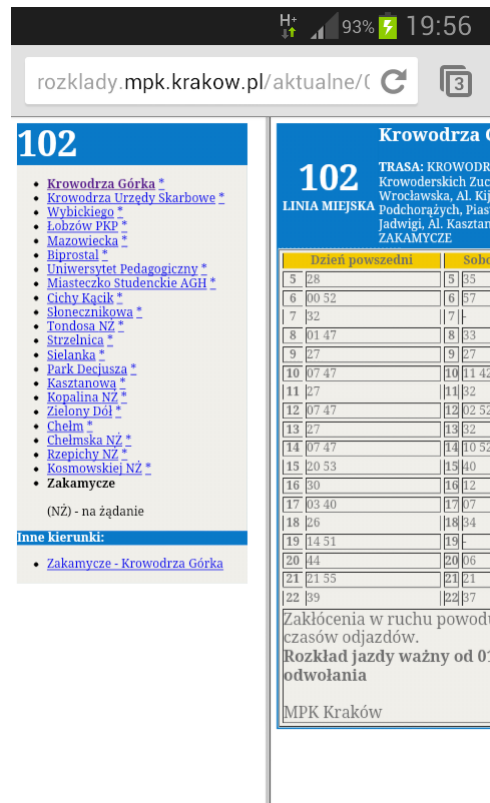 H+
93%
19:56
rozklady.mpk.krakow.pl/aktualne/(
3
102
Krowodrza Górka *
Krowodrza Urzędy Skarbowe *
Wybickiego *
Łobzów PKP *
Mazowiecka *
Biprostal *
Uniwersytet Pedagogiczny *
Miasteczko Studenckie AGH *
Cichy Kącik *
Słonecznikowa *
Tondosa NŻ *
Strzelnica *
Sielanka *
Park Decjusza *
Kasztanowa *
Kopalina NŻ *
Zielony Dół *
Chełm *
Chełmska NŻ *
Rzepichy NŻ *
Kosmowskiej NŻ *
Zakamycze
(NŻ) - na żądanie
Inne kierunki:
Zakamycze - Krowodrza Górka
Krowodrza G
102
LINIA MIEJSKA
TRASA: KROWODR
Krowoderskich Zuc
Wrocławska, Al. Kij
Podchorążych, Pias
Jadwigi, Al. Kasztan
ZAKAMYCZE
Dzień powszedni Sobo
5 28 5 35
6 00 52 6 57
7 32 7 -
8 01 47 8 33
9 27 9 27
10 07 47 10 11 42
11 27 11 32
12 07 47 12 02 52
13 27 13 32
14 07 47 14 10 52
15 20 53 15 40
16 30 16 12
17 03 40 17 07
18 26 18 34
19 14 51 19 -
20 44 20 06
21 21 55 21 21
22 39 22 37
Zakłócenia w ruchu powodu
czasów odjazdów.
Rozkład jazdy ważny od 01
odwołania
MPK Kraków